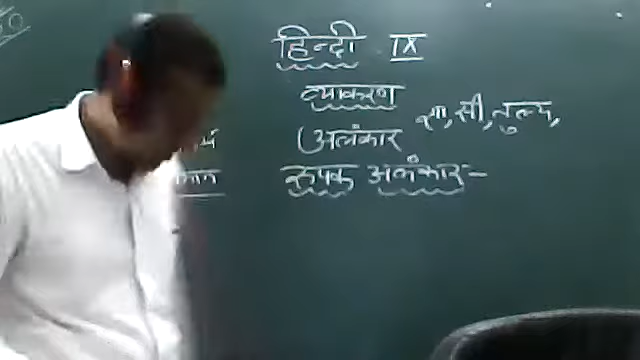 हिन्दी IX
व्याकरण
अलंकार सा, सी, तुल्य,
रूपक अलंकार-